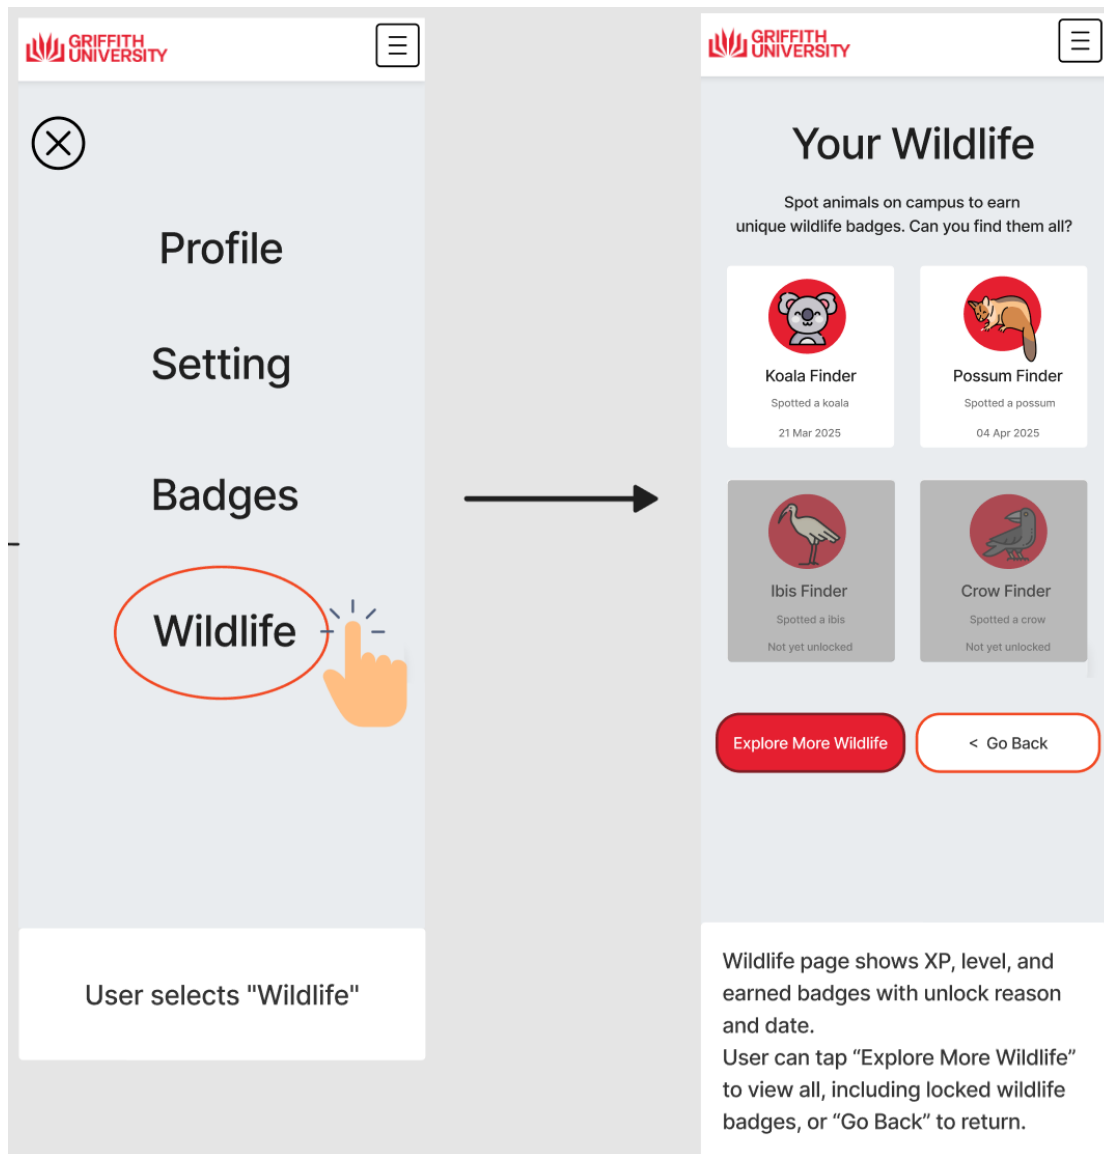 GRIFFITH
UNIVERSITY
Profile
Setting
Badges
Wildlife
User selects "Wildlife"
GRIFFITH
UNIVERSITY
Your Wildlife
Spot animals on campus to earn
unique wildlife badges. Can you find them all?
Koala Finder
Spotted a koala
21 Mar 2025
Possum Finder
Spotted a possum
04 Apr 2025
Ibis Finder
Spotted a ibis
Not yet unlocked
Crow Finder
Spotted a crow
Not yet unlocked
Explore More Wildlife
< Go Back
Wildlife page shows XP, level, and
earned badges with unlock reason
and date.
User can tap “Explore More Wildlife”
to view all, including locked wildlife
badges, or “Go Back” to return.